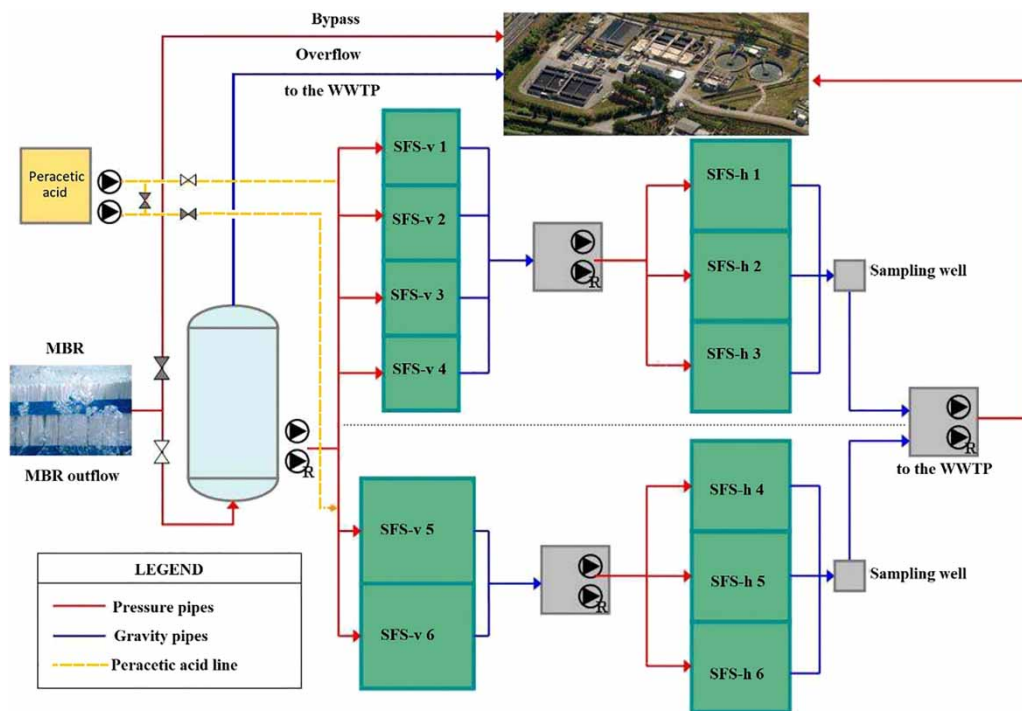 Bypass
Overflow
to the WWTP
Peracetic
acid
SFS-v 1
SFS-v 2
SFS-v 3
SFS-v 4
SFS-h 1
SFS-h 2
SFS-h 3
R
Sampling well
MBR
MBR outflow
R
R
to the WWTP
SFS-v 5
SFS-v 6
R
SFS-h 4
SFS-h 5
SFS-h 6
Sampling well
LEGEND
Pressure pipes
Gravity pipes
Peracetic acid line